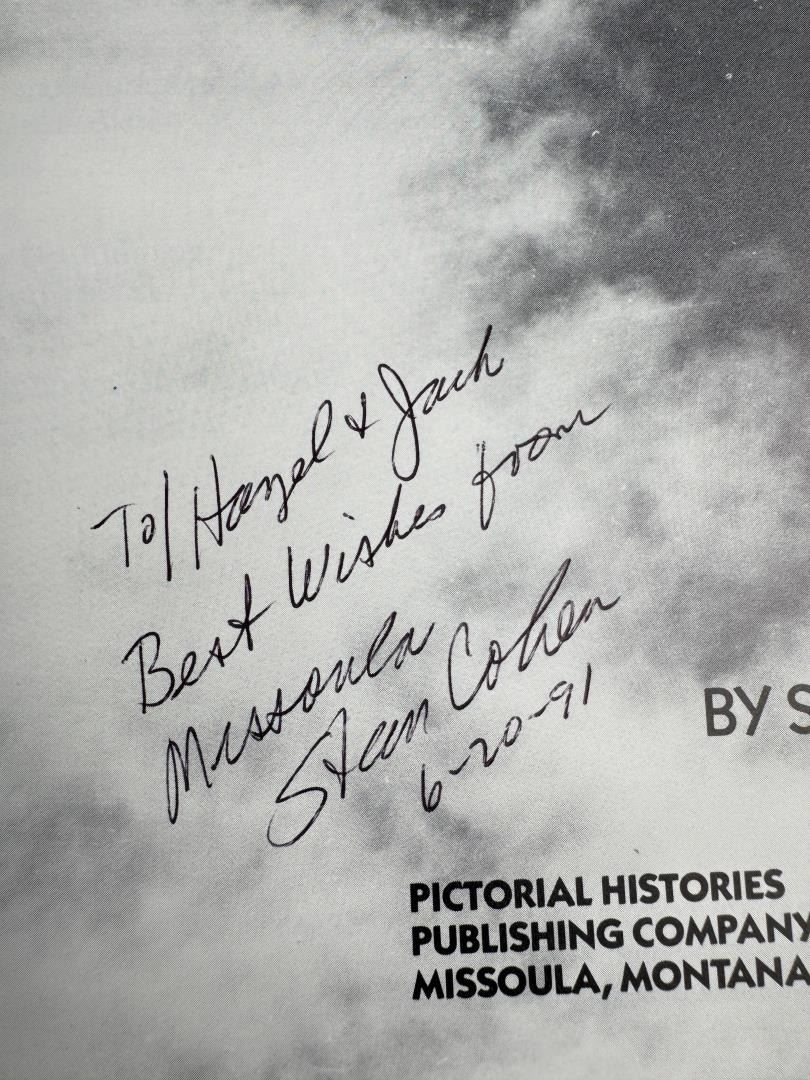 To/ Hazel & Jack
Best Wishes from
Missoula
Stan Cohen
6-20-91
BY S
PICTORIAL HISTORIES
PUBLISHING COMPANY
MISSOULA, MONTANA